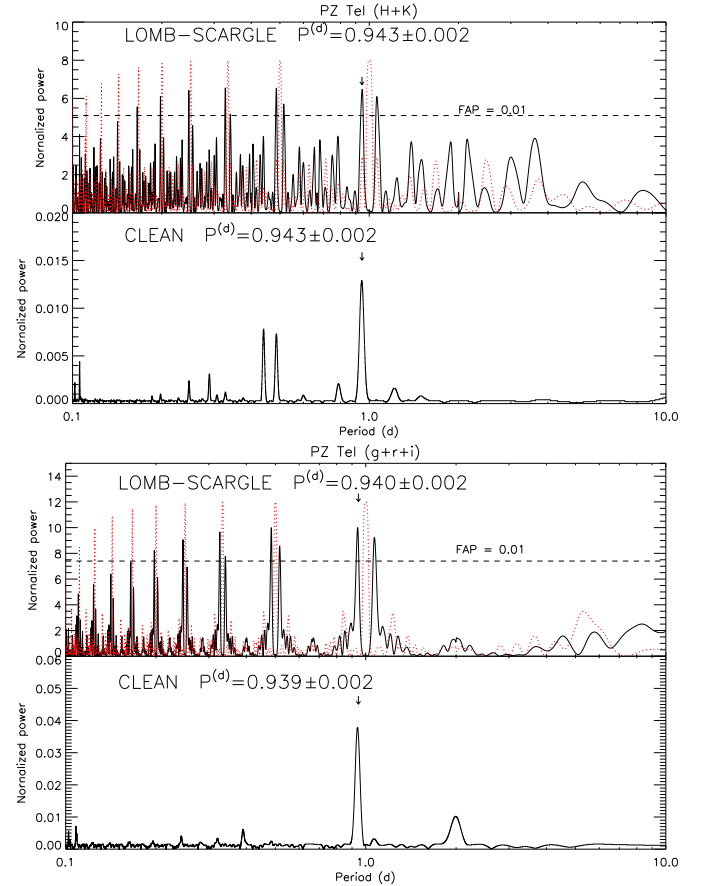 PZ Tel (H+K)
10
LOMB-SCARGLE P(d)=0.943±0.002
8
6
FAP = 0.01
4
2
0
Normalized power
0.020
CLEAN P(d)=0.943±0.002
0.015
0.010
0.005
0.000
Normalized power
0.1 1.0 10.0
Period (d)
PZ Tel (g+r+i)
14
LOMB-SCARGLE P(d)=0.940±0.002
12
10
8
FAP = 0.01
6
4
2
0
Normalized power
0.06
CLEAN P(d)=0.939±0.002
0.05
0.04
0.03
0.02
0.01
0.00
Normalized power
0.1 1.0 10.0
Period (d)